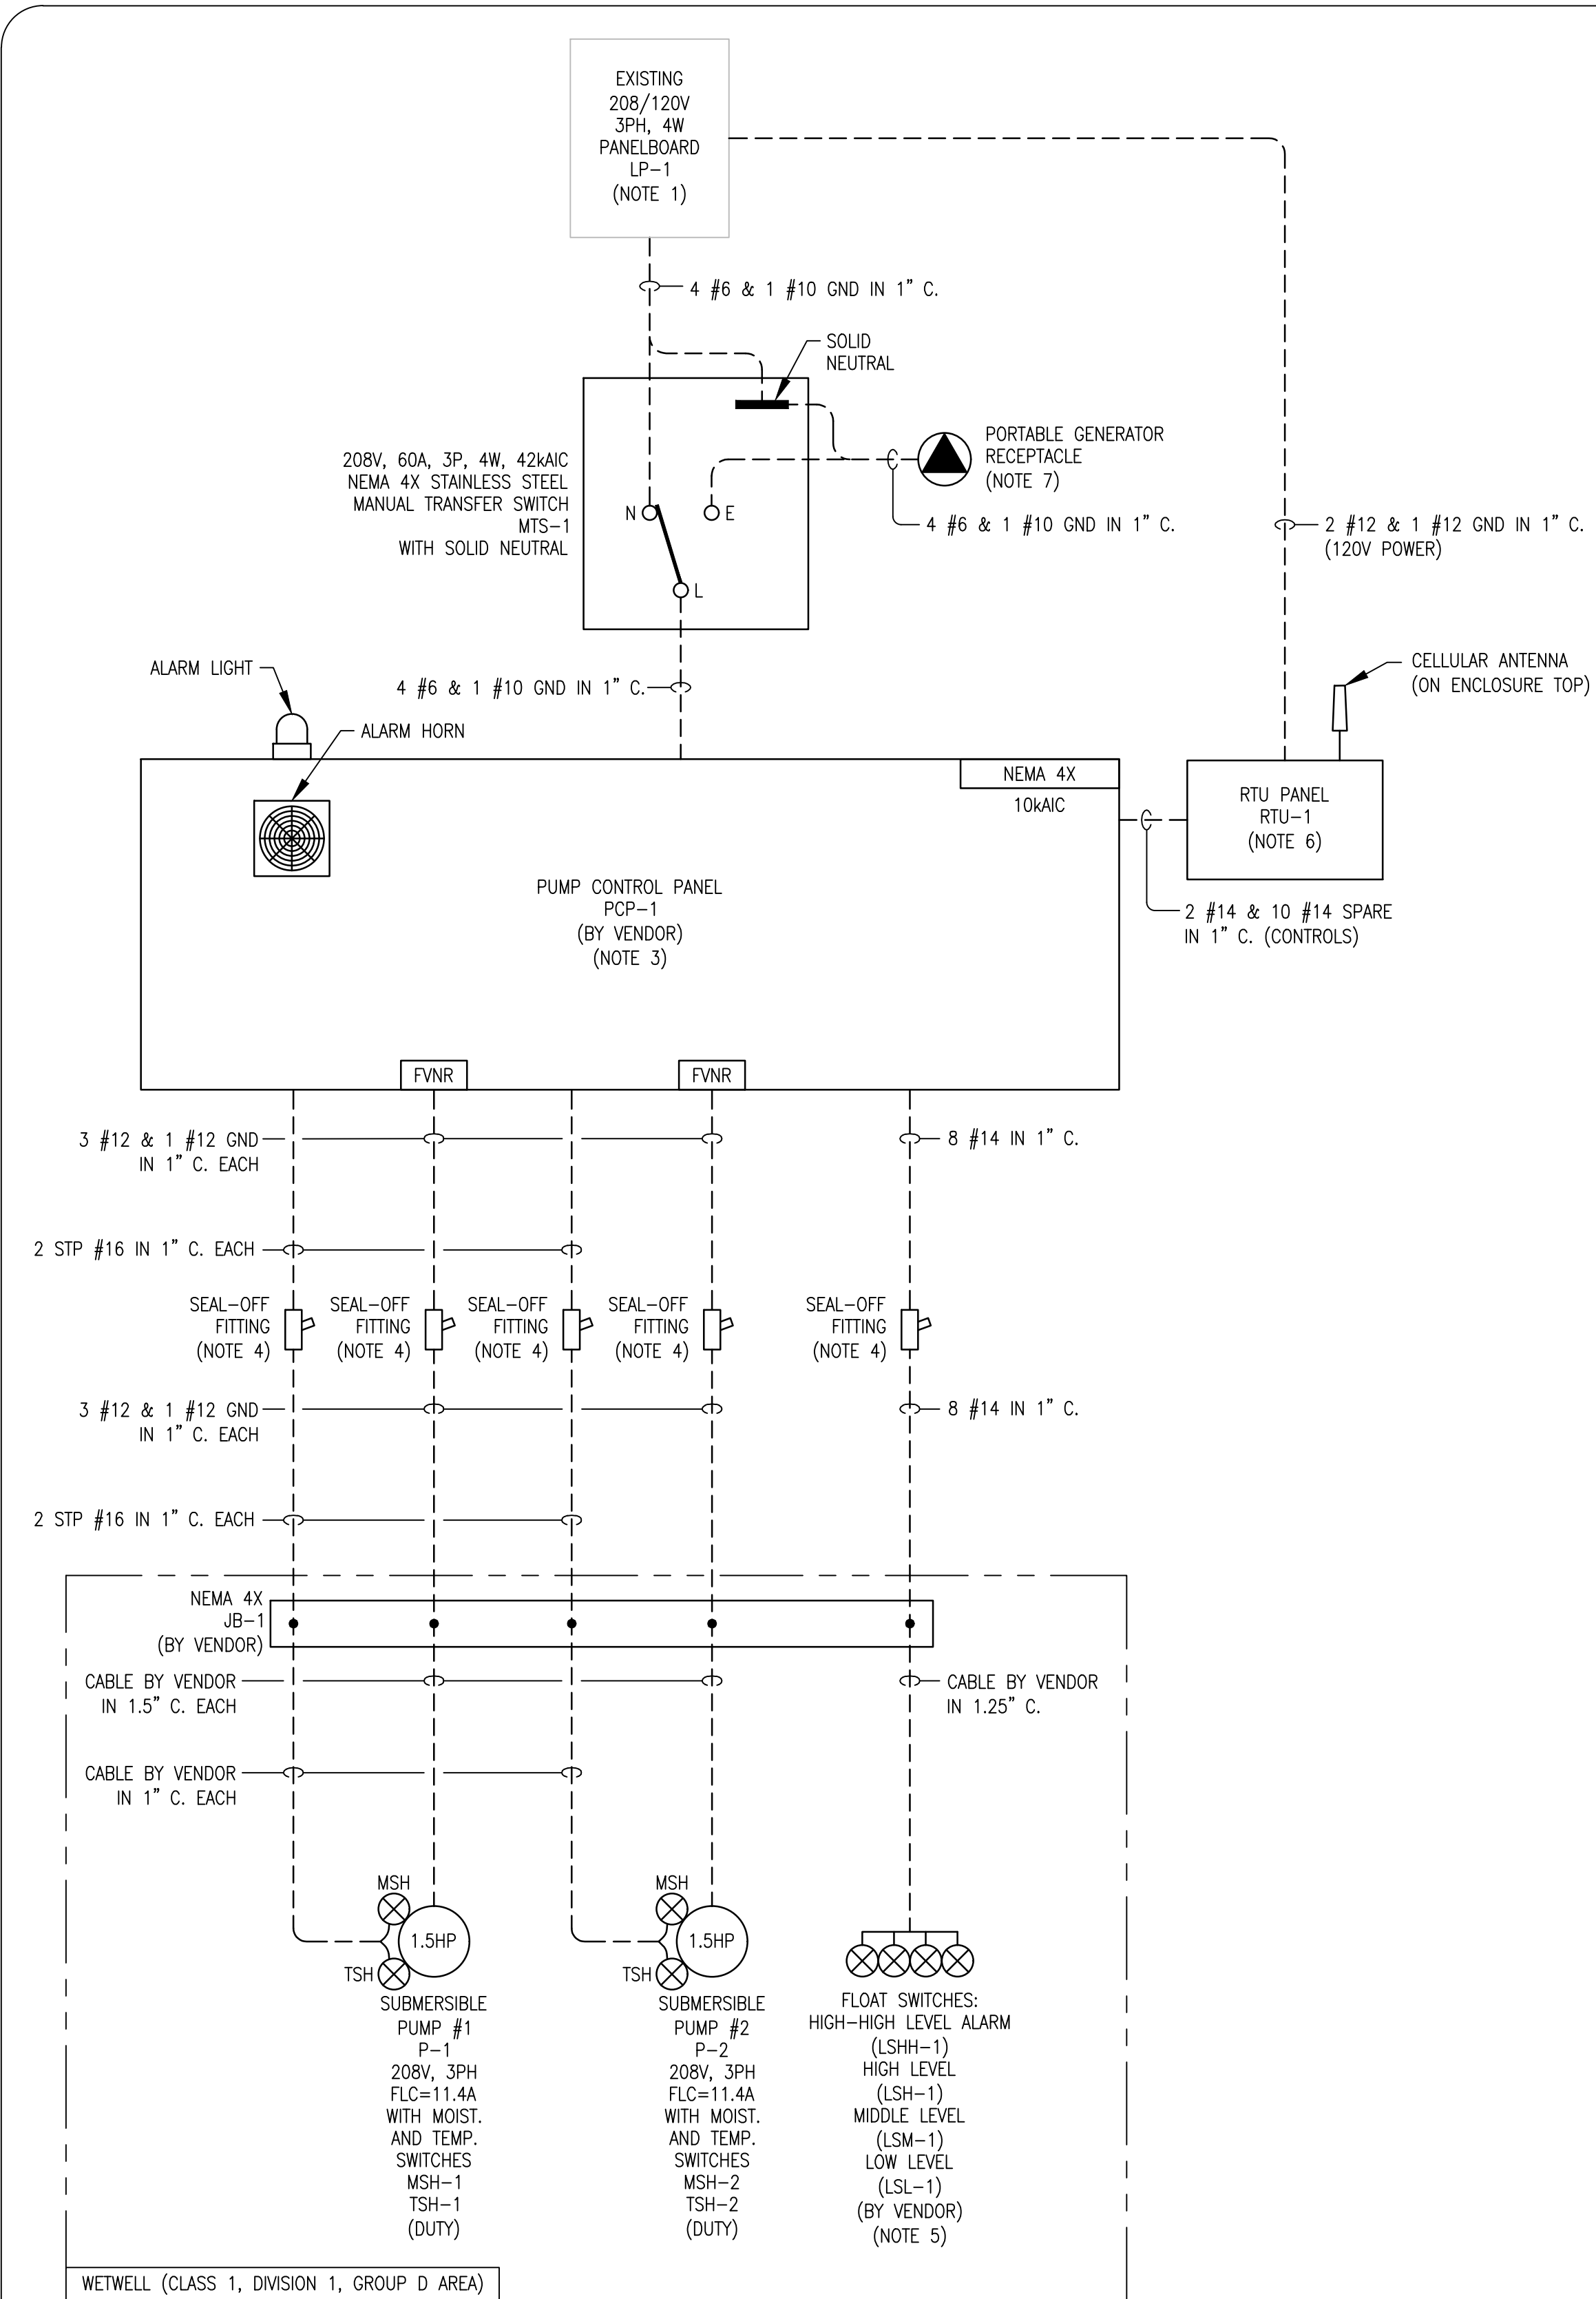 EXISTING
208/120V
3PH, 4W
PANELBOARD
LP-1
(NOTE 1)
4 #6 & 1 #10 GND IN 1" C.
SOLID
NEUTRAL
208V, 60A, 3P, 4W, 42kAIC
NEMA 4X STAINLESS STEEL
MANUAL TRANSFER SWITCH
MTS-1
WITH SOLID NEUTRAL
N
E
L
PORTABLE GENERATOR
RECEPTACLE
(NOTE 7)
4 #6 & 1 #10 GND IN 1" C.
2 #12 & 1 #12 GND IN 1" C.
(120V POWER)
ALARM LIGHT
4 #6 & 1 #10 GND IN 1" C.
ALARM HORN
CELLULAR ANTENNA
(ON ENCLOSURE TOP)
NEMA 4X
10kAIC
RTU PANEL
RTU-1
(NOTE 6)
PUMP CONTROL PANEL
PCP-1
(BY VENDOR)
(NOTE 3)
2 #14 & 10 #14 SPARE
IN 1" C. (CONTROLS)
FVNR
FVNR
3 #12 & 1 #12 GND
IN 1" C. EACH
8 #14 IN 1" C.
2 STP #16 IN 1" C. EACH
SEAL-OFF
FITTING
(NOTE 4)
SEAL-OFF
FITTING
(NOTE 4)
SEAL-OFF
FITTING
(NOTE 4)
SEAL-OFF
FITTING
(NOTE 4)
SEAL-OFF
FITTING
(NOTE 4)
3 #12 & 1 #12 GND
IN 1" C. EACH
8 #14 IN 1" C.
2 STP #16 IN 1" C. EACH
NEMA 4X
JB-1
(BY VENDOR)
CABLE BY VENDOR
IN 1.5" C. EACH
CABLE BY VENDOR
IN 1.25" C.
CABLE BY VENDOR
IN 1" C. EACH
MSH
1.5HP
TSH
MSH
1.5HP
TSH
SUBMERSIBLE
PUMP #1
P-1
208V, 3PH
FLC=11.4A
WITH MOIST.
AND TEMP.
SWITCHES
MSH-1
TSH-1
(DUTY)
SUBMERSIBLE
PUMP #2
P-2
208V, 3PH
FLC=11.4A
WITH MOIST.
AND TEMP.
SWITCHES
MSH-2
TSH-2
(DUTY)
FLOAT SWITCHES:
HIGH-HIGH LEVEL ALARM
(LSHH-1)
HIGH LEVEL
(LSH-1)
MIDDLE LEVEL
(LSM-1)
LOW LEVEL
(LSL-1)
(BY VENDOR)
(NOTE 5)
WETWELL (CLASS 1, DIVISION 1, GROUP D AREA)